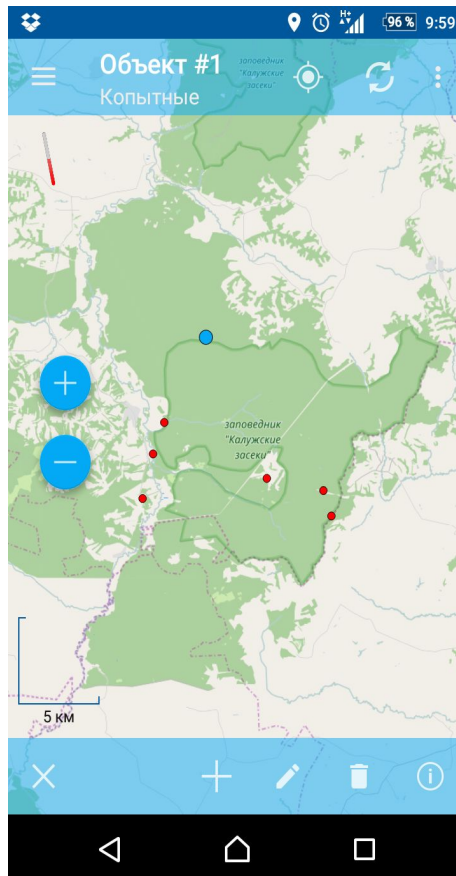 H+
96 %
9:59
Объект #1
Копытные
заповедник
"Калужские
засеки"
заповедник
"Калужские
засеки"
5 км